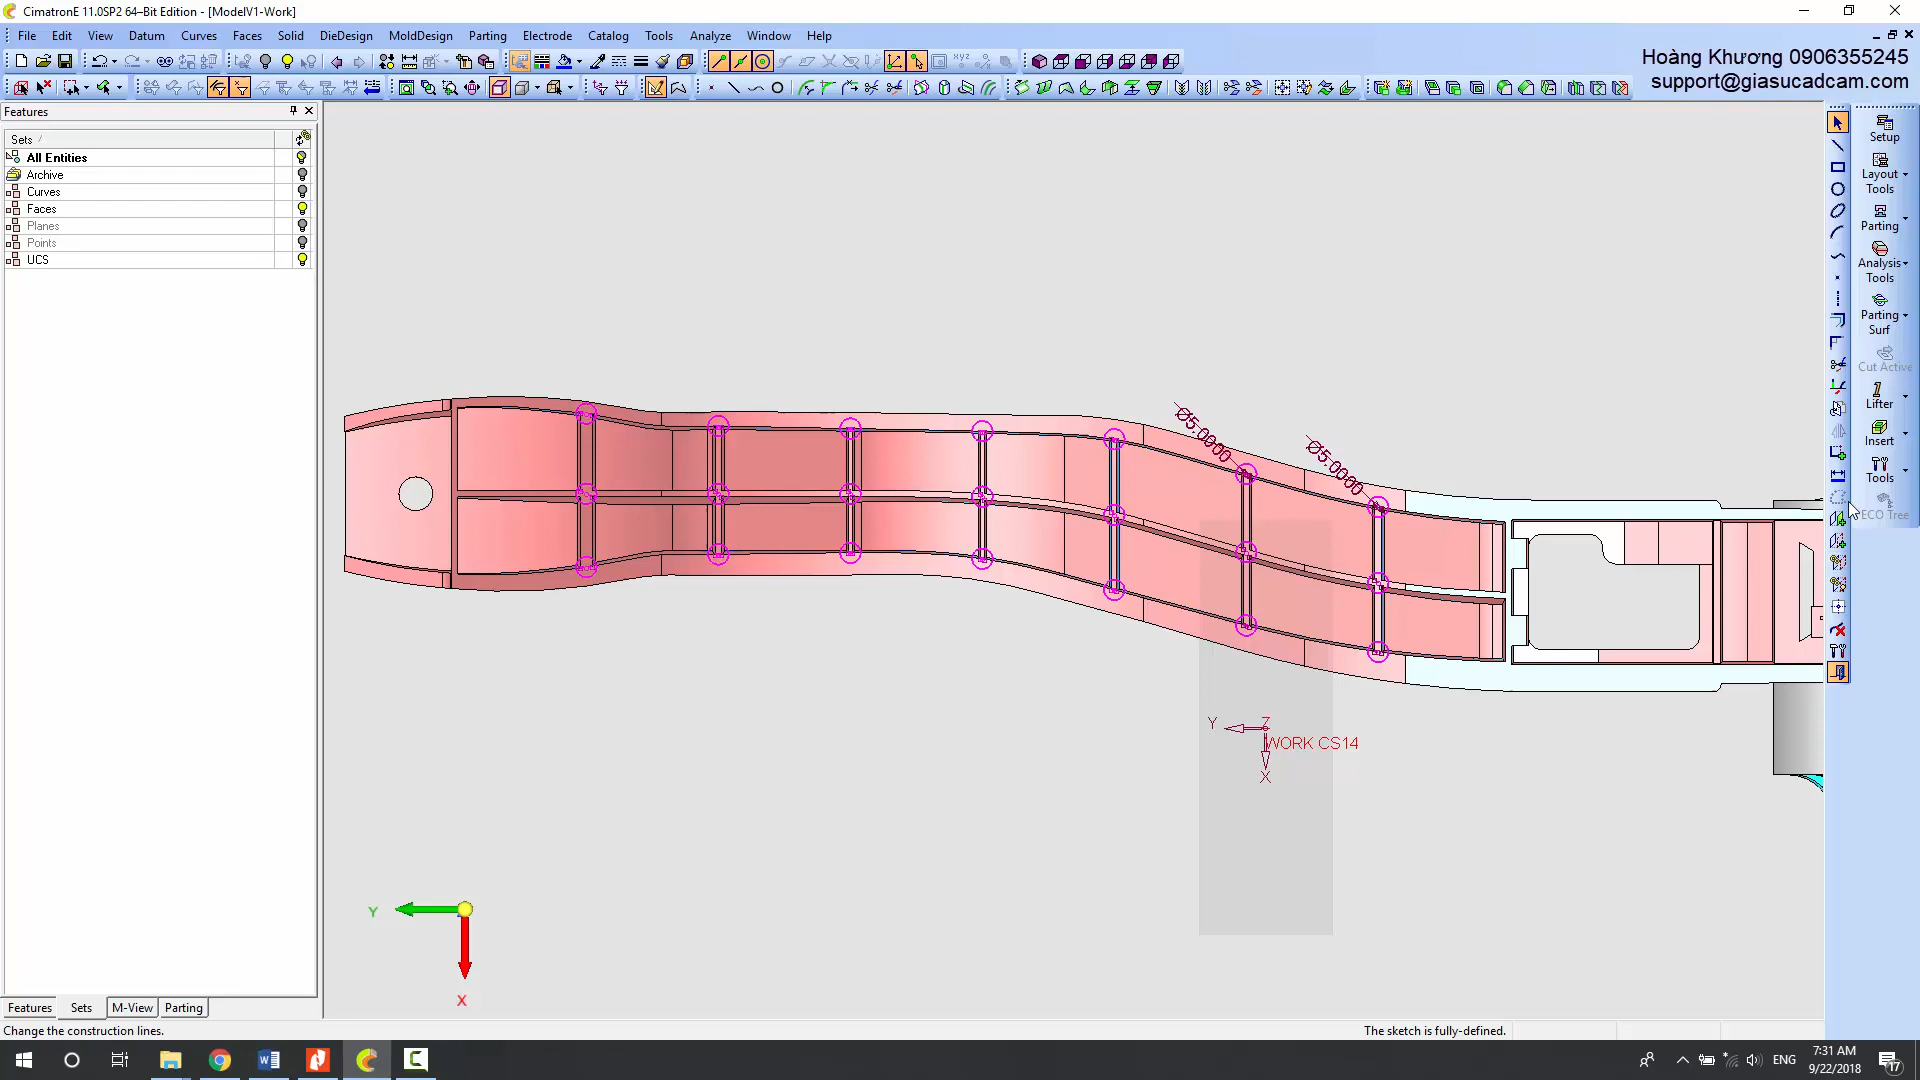 CimatronE 11.0SP2 64–Bit Edition - [ModelV1-Work]
File Edit View Datum Curves Faces Solid DieDesign MoldDesign Parting Electrode Catalog Tools Analyze Window Help
Hoàng Khương 0906355245
support@giasucadcam.com
Features
Sets
All Entities
Archive
Curves
Faces
Planes
Points
UCS
Setup
Layout
Tools
Parting
Analysis
Tools
Parting
Surf
Cut Active
Lifter
Insert
Tools
ECO Tree
Ø5.0000
Ø5.0000
Y Z
WORK CS14
X
Y
X
Features Sets M-View Parting
Change the construction lines.
The sketch is fully-defined.
ENG
7:31 AM
9/22/2018
17